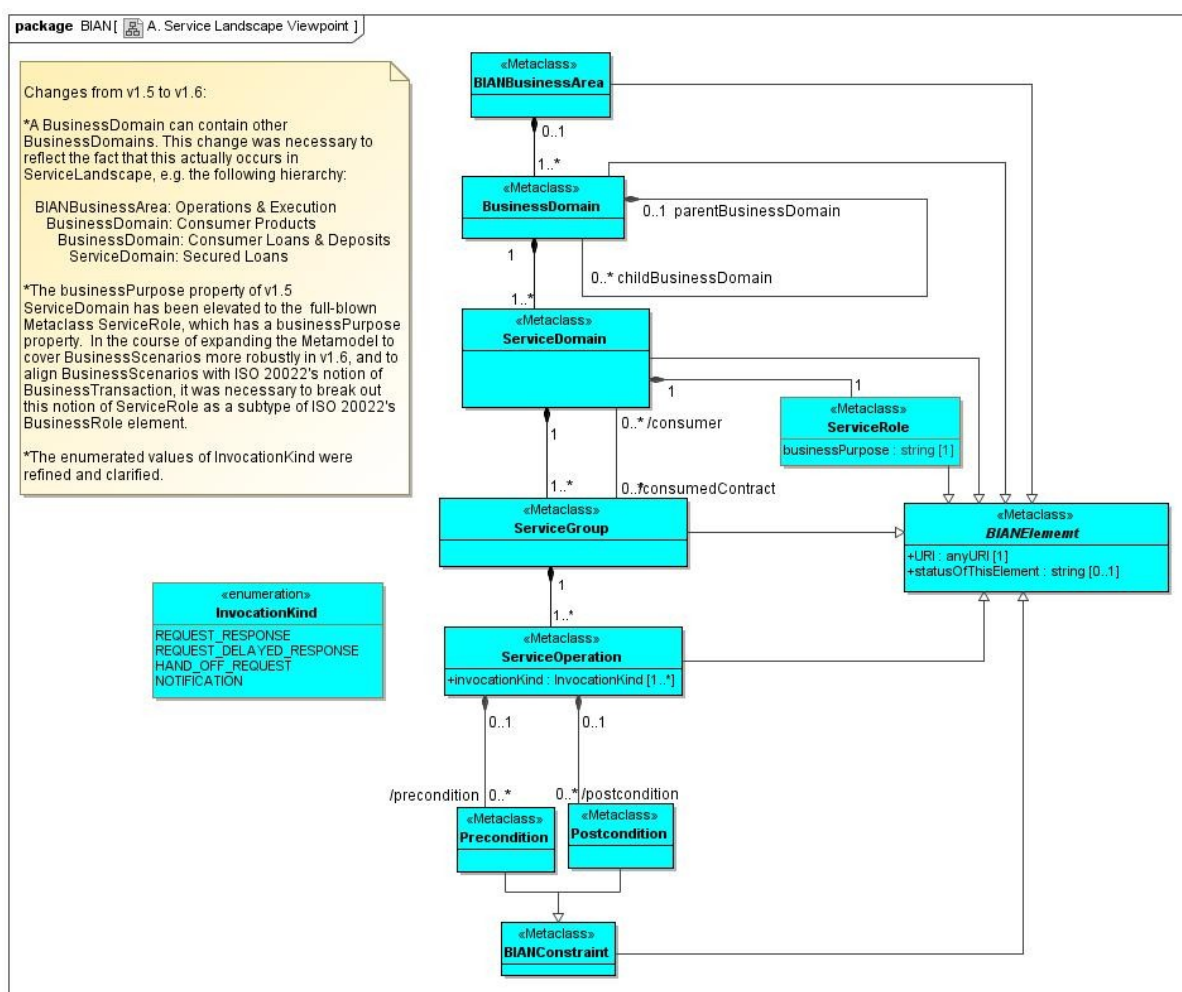 package BIAN[ A. Service Landscape Viewpoint ]
Changes from v1.5 to v1.6:
*A BusinessDomain can contain other
BusinessDomains. This change was necessary to
reflect the fact that this actually occurs in
ServiceLandscape, e.g. the following hierarchy:
BIANBusinessArea: Operations & Execution
BusinessDomain: Consumer Products
BusinessDomain: Consumer Loans & Deposits
ServiceDomain: Secured Loans
*The businessPurpose property of v1.5
ServiceDomain has been elevated to the full-blown
Metaclass ServiceRole, which has a businessPurpose
property. In the course of expanding the Metamodel to
cover BusinessScenarios more robustly in v1.6, and to
align BusinessScenarios with ISO 20022's notion of
BusinessTransaction, it was necessary to break out
this notion of ServiceRole as a subtype of ISO 20022's
BusinessRole element.
*The enumerated values of InvocationKind were
refined and clarified.
«Metaclass»
BIANBusinessArea
0..1
1..*
«Metaclass»
BusinessDomain
0..1 parentBusinessDomain
0..* childBusinessDomain
1
1..*
«Metaclass»
ServiceDomain
1
1
«Metaclass»
ServiceRole
businessPurpose : string [1]
0..* /consumer
1
1..*
0..* /consumedContract
«Metaclass»
ServiceGroup
«Metaclass»
BIANElememt
+URI : anyURI [1]
+statusOfThisElement : string [0..1]
1
1..*
«enumeration»
InvocationKind
REQUEST_RESPONSE
REQUEST_DELAYED_RESPONSE
HAND_OFF_REQUEST
NOTIFICATION
«Metaclass»
ServiceOperation
+invocationKind : InvocationKind [1..*]
0..1
0..1
/precondition 0..*
0..* /postcondition
«Metaclass»
Precondition
«Metaclass»
Postcondition
«Metaclass»
BIANConstraint